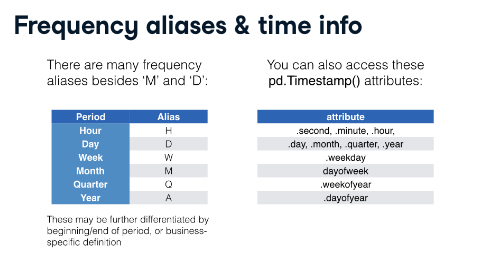 Frequency aliases & time info
There are many frequency
aliases besides ‘M’ and ‘D’:
Period Alias
Hour H
Day D
Week W
Month M
Quarter Q
Year A
These may be further differentiated by
beginning/end of period, or business-
specific definition
You can also access these
pd.Timestamp() attributes:
attribute
.second, .minute, .hour,
.day, .month, .quarter, .year
.weekday
dayofweek
.weekofyear
.dayofyear